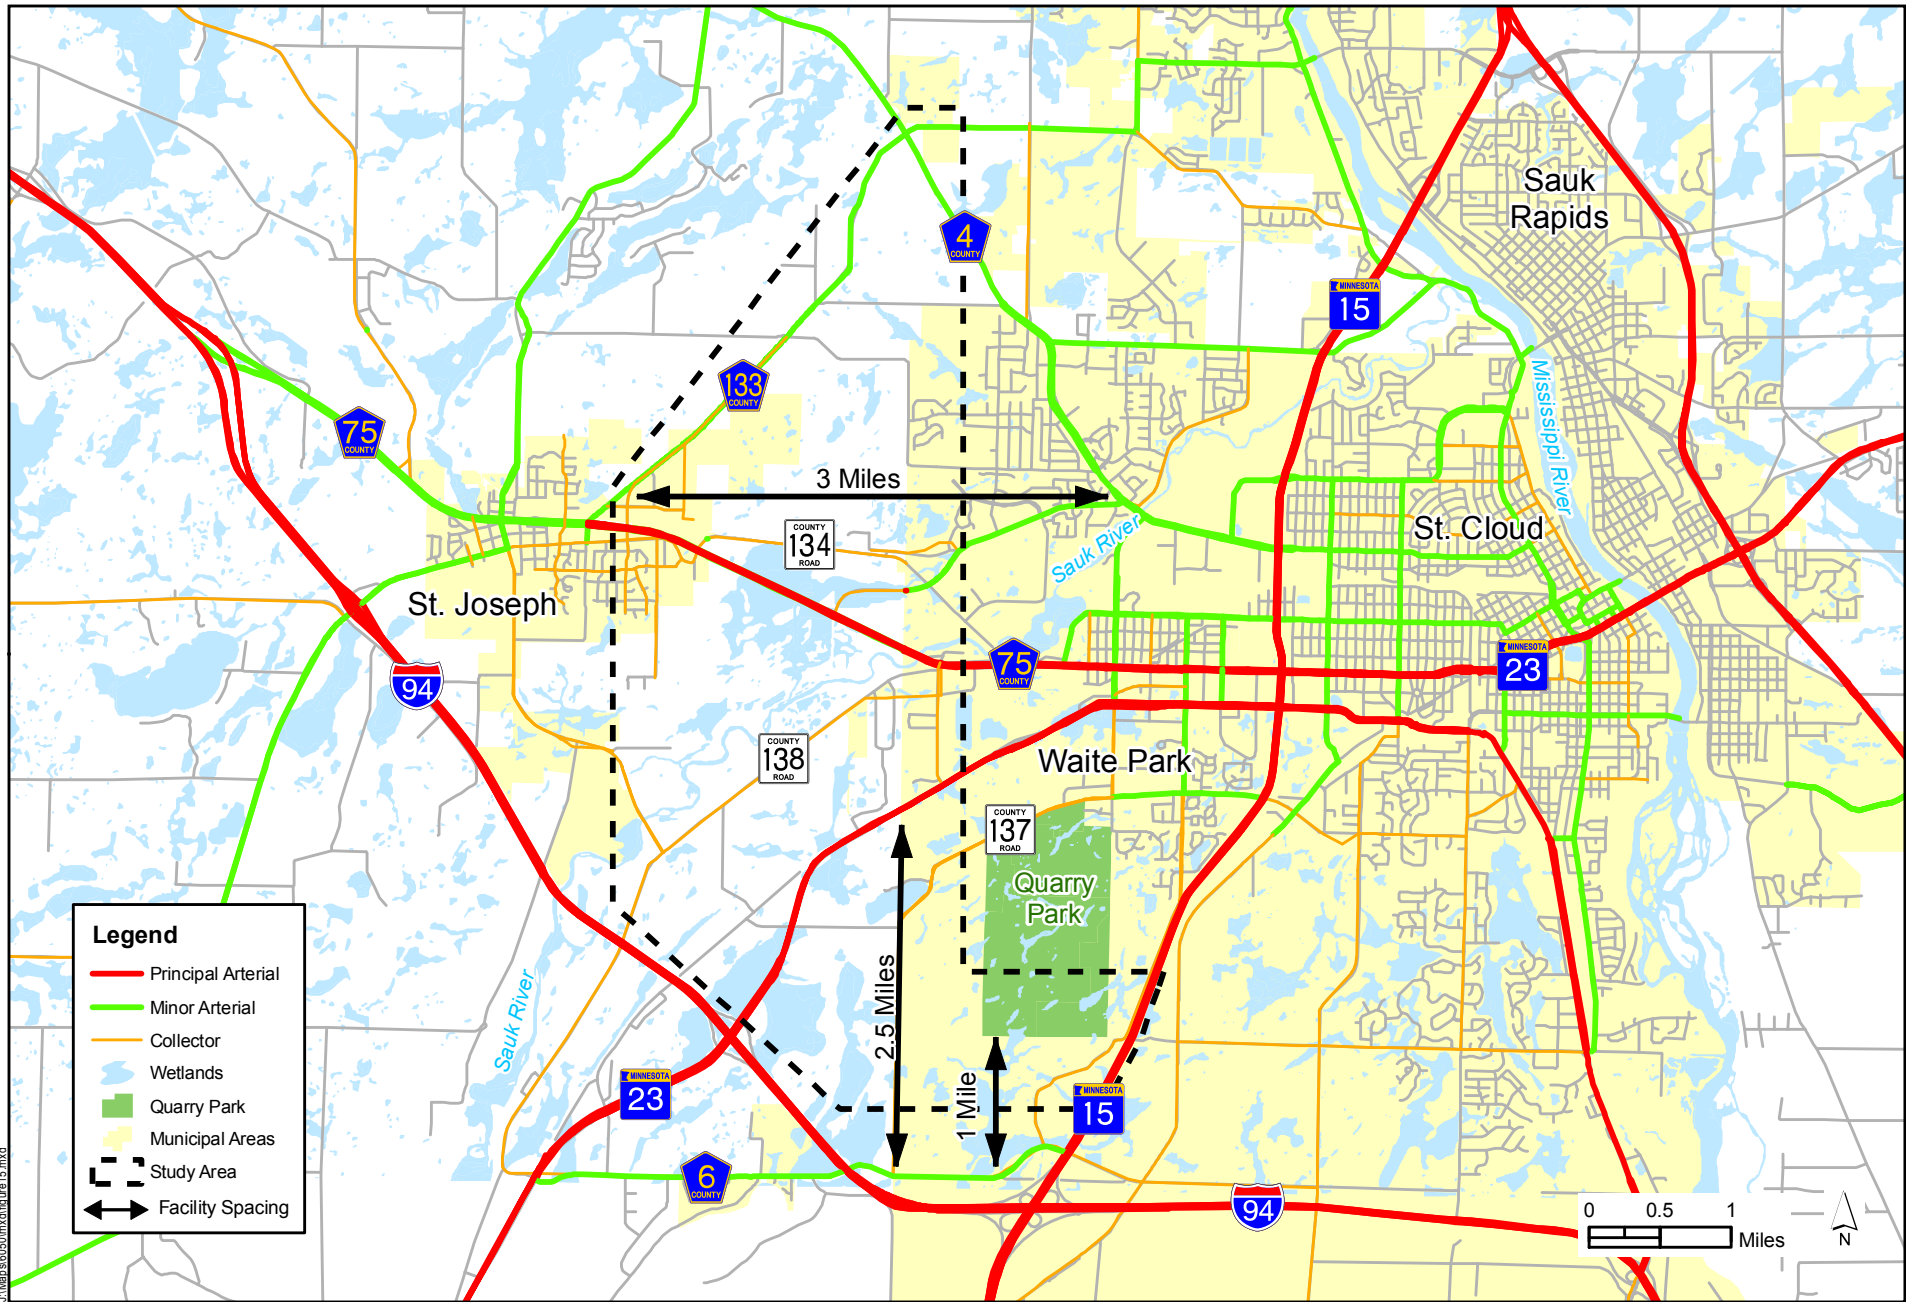 Sauk
Rapids
4
COUNTY
MINNESOTA
15
133
COUNTY
75
COUNTY
Mississippi River
3 Miles
COUNTY
134
ROAD
St. Cloud
Sauk River
St. Joseph
94
75
COUNTY
MINNESOTA
23
COUNTY
138
ROAD
Waite Park
COUNTY
137
ROAD
Quarry
Park
2.5 Miles
Sauk River
1 Mile
MINNESOTA
23
MINNESOTA
15
6
COUNTY
94
Legend
Principal Arterial
Minor Arterial
Collector
Wetlands
Quarry Park
Municipal Areas
Study Area
Facility Spacing
0 0.5 1
Miles
N